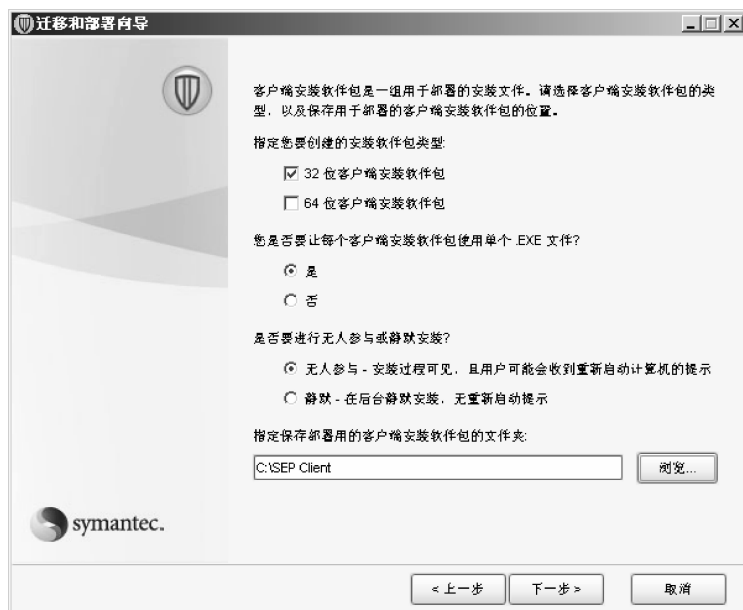 迁移和部署向导
客户端安装软件包是一组用于部署的安装文件。请选择客户端安装软件包的类
型，以及保存用于部署的客户端安装软件包的位置。
指定您要创建的安装软件包类型:
32 位客户端安装软件包
64 位客户端安装软件包
您是否要让每个客户端安装软件包使用单个 .EXE 文件?
是
否
是否要进行无人参与或静默安装?
无人参与 - 安装过程可见，且用户可能会收到重新启动计算机的提示
静默 - 在后台静默安装，无重新启动提示
指定保存部署用的客户端安装软件包的文件夹:
C:\SEP Client
浏览...
symantec.
< 上一步
下一步 >
取消